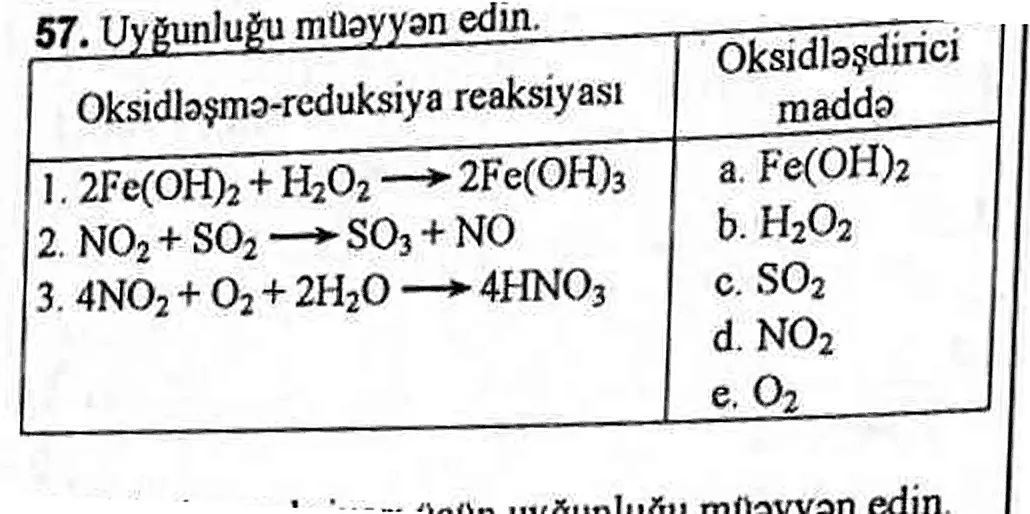 57. Uyğunluğu müəyyən edin.
Oksidləşmə-reduksiya reaksiyası
Oksidləşdirici
maddə
1. 2Fe(OH)₂ + H₂O₂ → 2Fe(OH)₃
2. NO₂ + SO₂ → SO₃ + NO
3. 4NO₂ + O₂ + 2H₂O → 4HNO₃
a. Fe(OH)₂
b. H₂O₂
c. SO₂
d. NO₂
e. O₂
üçün uyğunluğu müəyyən edin.